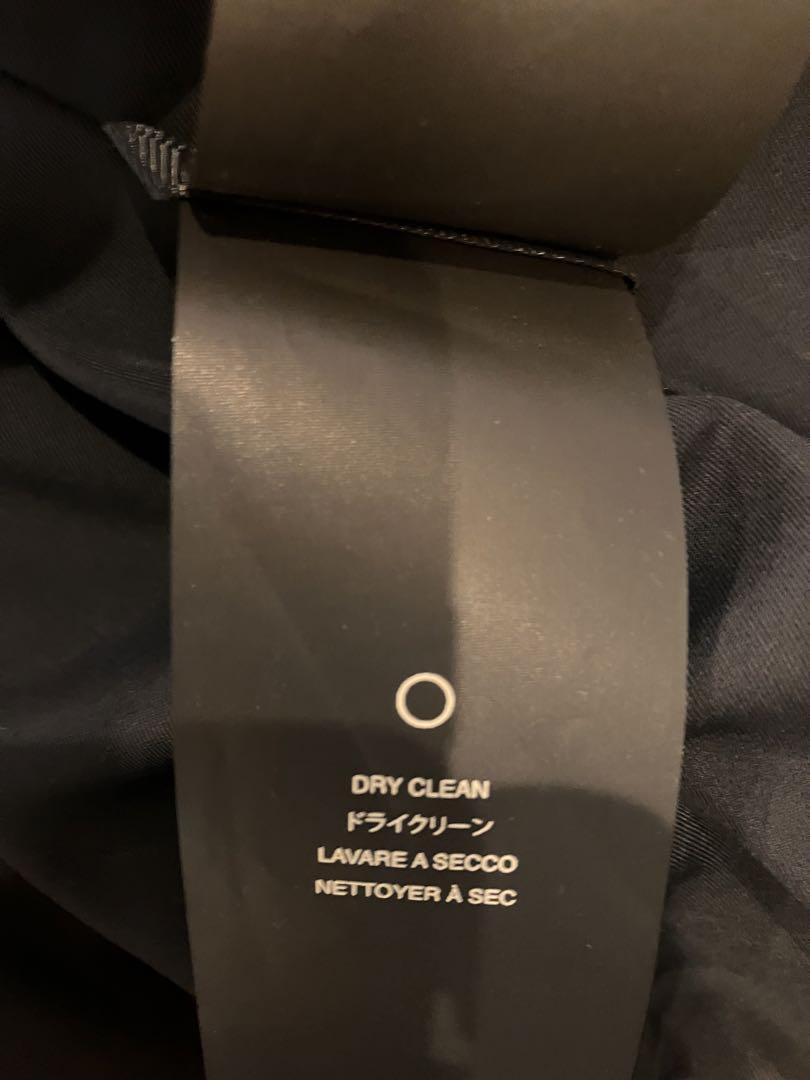 DRY CLEAN
ドライクリーン
LAVARE A SECCO
NETTOYER À SEC